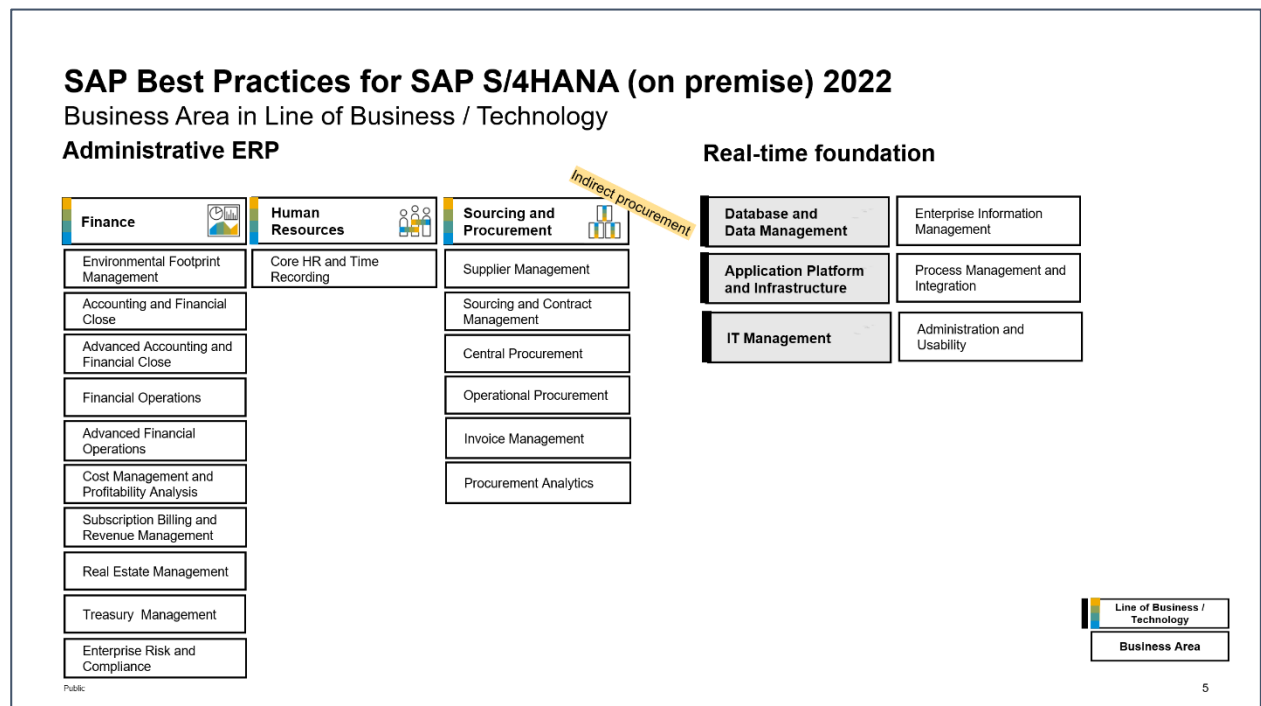 SAP Best Practices for SAP S/4HANA (on premise) 2022
Business Area in Line of Business / Technology
Administrative ERP
Finance
Environmental Footprint
Management
Accounting and Financial
Close
Advanced Accounting and
Financial Close
Financial Operations
Advanced Financial
Operations
Cost Management and
Profitability Analysis
Subscription Billing and
Revenue Management
Real Estate Management
Treasury Management
Enterprise Risk and
Compliance
Human
Resources
Core HR and Time
Recording
Indirect procurement
Sourcing and
Procurement
Supplier Management
Sourcing and Contract
Management
Central Procurement
Operational Procurement
Invoice Management
Procurement Analytics
Real-time foundation
Database and
Data Management
Enterprise Information
Management
Application Platform
and Infrastructure
Process Management and
Integration
IT Management
Administration and
Usability
Line of Business /
Technology
Business Area
Public
5